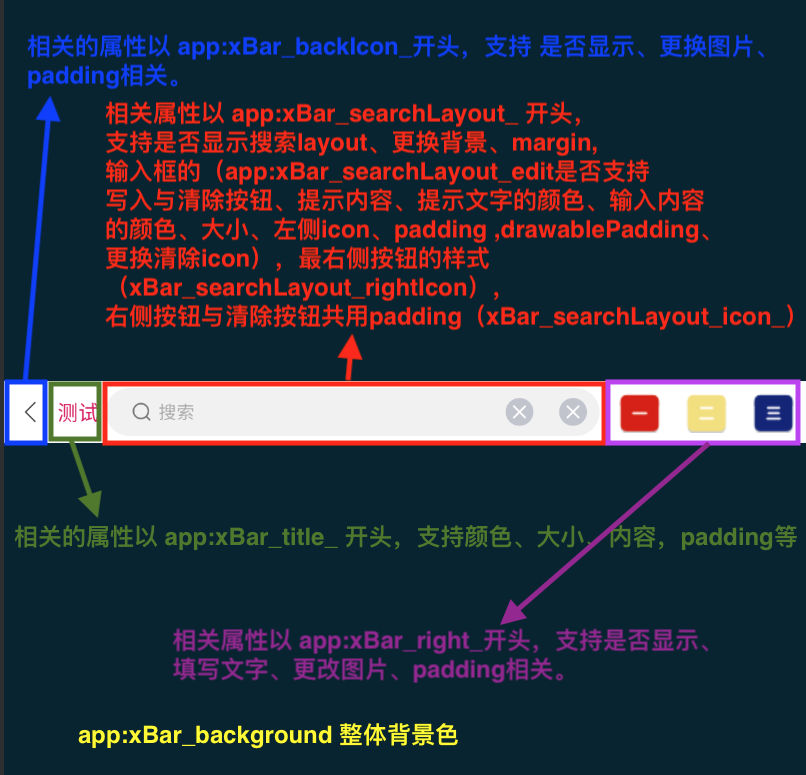 相关的属性以 app:xBar_backIcon_开头，支持 是否显示、更换图片、
padding相关。
相关属性以 app:xBar_searchLayout_ 开头，
支持是否显示搜索layout、更换背景、margin,
输入框的（app:xBar_searchLayout_edit是否支持
写入与清除按钮、提示内容、提示文字的颜色、输入内容
的颜色、大小、左侧icon、padding ,drawablePadding、
更换清除icon），最右侧按钮的样式
（xBar_searchLayout_rightIcon），
右侧按钮与清除按钮共用padding（xBar_searchLayout_icon_）
测试
搜索
相关的属性以 app:xBar_title_ 开头，支持颜色、大小、内容，padding等
相关属性以 app:xBar_right_开头，支持是否显示、
填写文字、更改图片、padding相关。
app:xBar_background 整体背景色